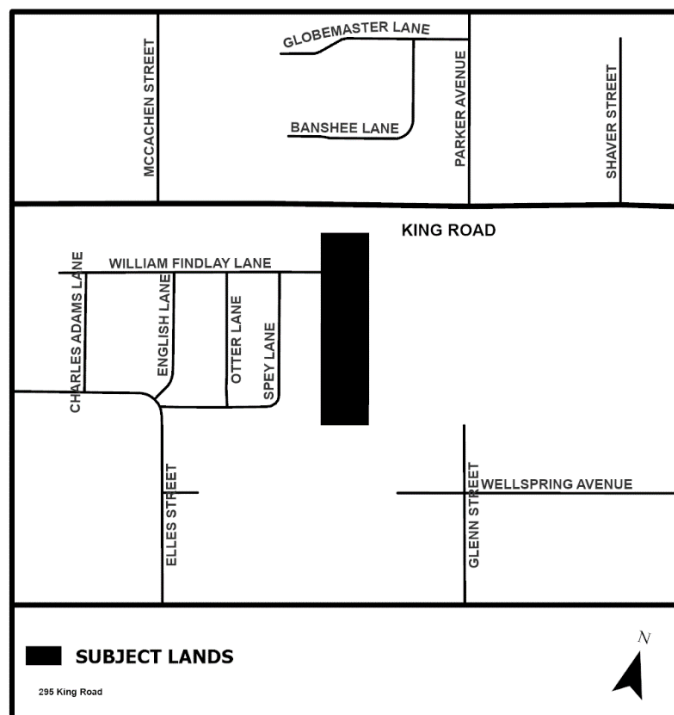 GLOBEMASTER LANE
MCCACHEN STREET
BANSHEE LANE
PARKER AVENUE
SHAVER STREET
KING ROAD
WILLIAM FINDLAY LANE
CHARLES ADAMS LANE
ENGLISH LANE
OTTER LANE
SPEY LANE
ELLES STREET
GLENN STREET
WELLSPRING AVENUE
N
SUBJECT LANDS
295 King Road